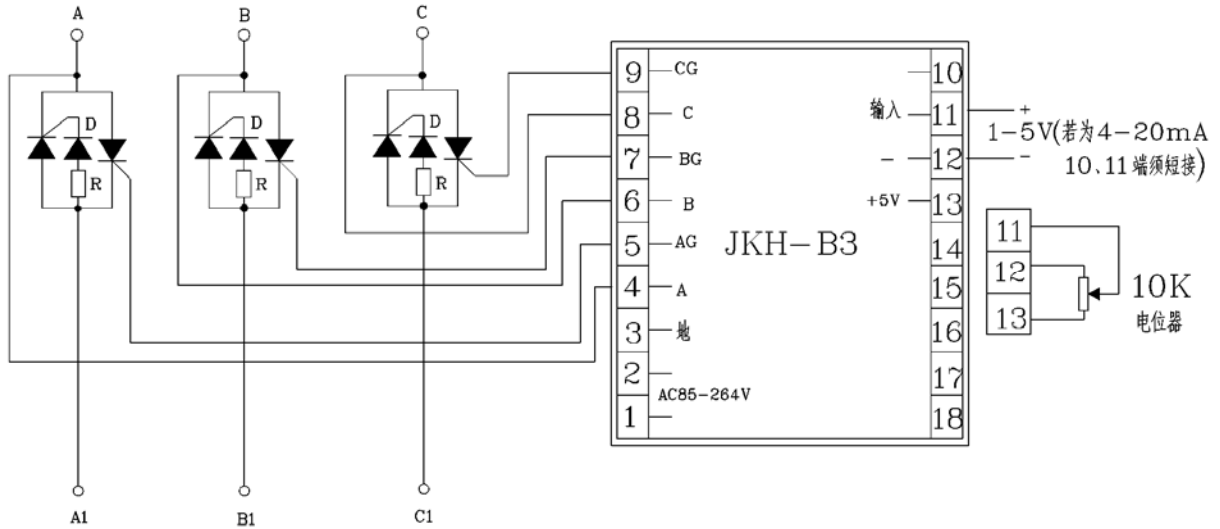 A
B
C
D
R
D
R
D
R
A1
B1
C1
9 CG
8 C
7 BG
6 B
5 AG
4 A
3 地
2
AC85-264V
1
JKH-B3
10
输入 11
- 12
+5V 13
14
15
16
17
18
+
1-5V(若为4-20mA
- 10、11端须短接)
11
12
13
10K
电位器